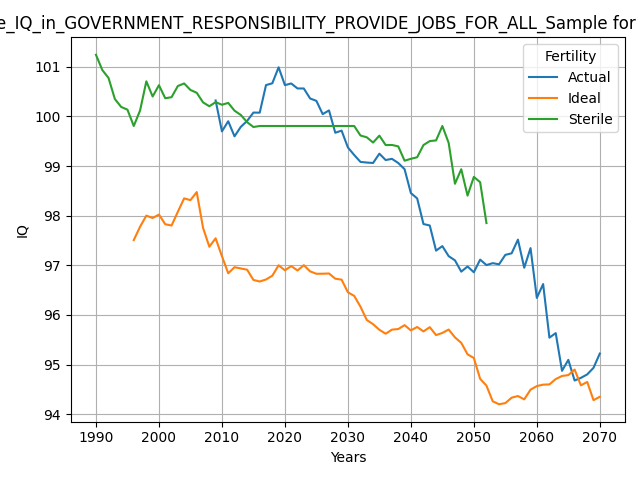 e_IQ_in_GOVERNMENT_RESPONSIBILITY_PROVIDE_JOBS_FOR_ALL_Sample for
Fertility
Actual
Ideal
Sterile
IQ
101
100
99
98
97
96
95
94
1990 2000 2010 2020 2030 2040 2050 2060 2070
Years